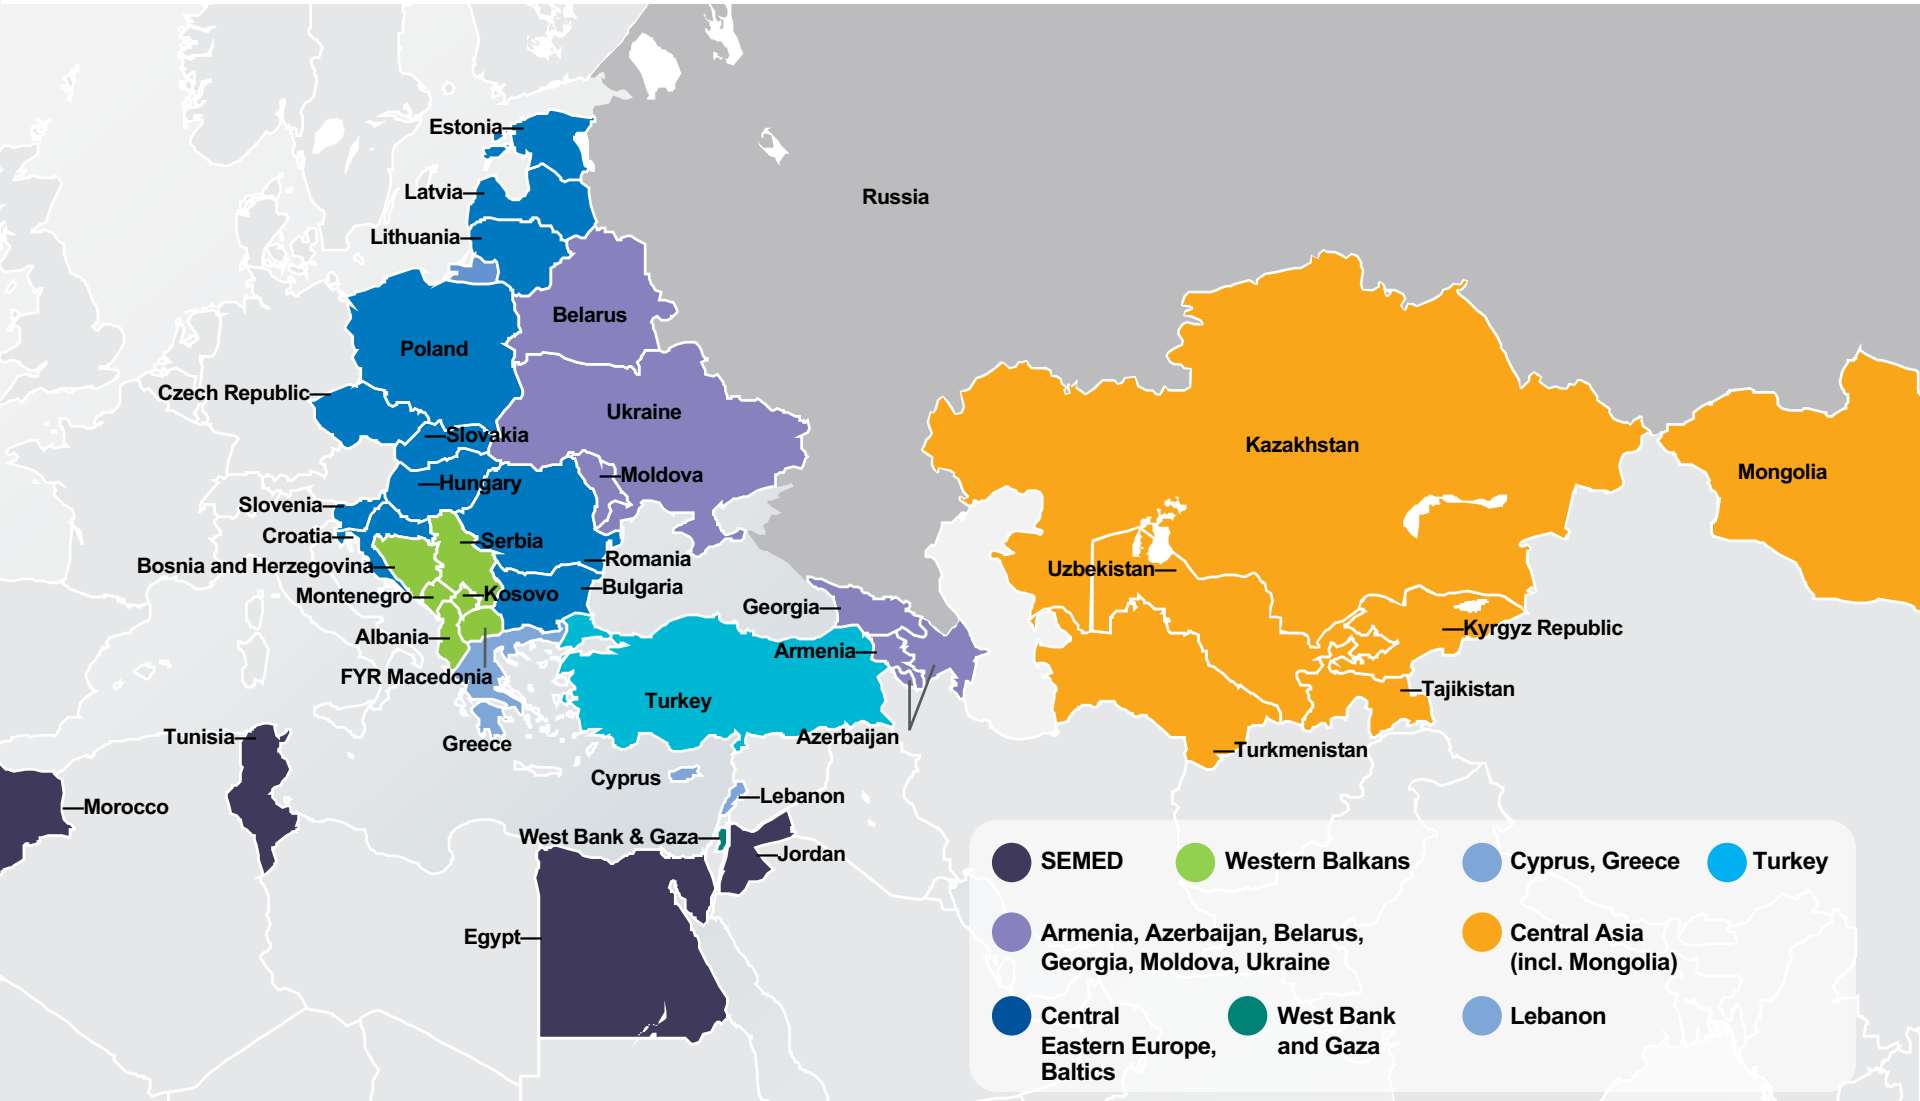 Estonia
Latvia
Russia
Lithuania
Belarus
Poland
Czech Republic
Ukraine
Slovakia
Kazakhstan
Mongolia
Moldova
Hungary
Slovenia
Croatia
Serbia
Romania
Bosnia and Herzegovina
Uzbekistan
Bulgaria
Montenegro
Kosovo
Georgia
Kyrgyz Republic
Albania
Armenia
FYR Macedonia
Tajikistan
Turkey
Tunisia
Azerbaijan
Greece
Turkmenistan
Cyprus
Lebanon
Morocco
West Bank & Gaza
Jordan
Egypt
SEMED
Western Balkans
Cyprus, Greece
Turkey
Armenia, Azerbaijan, Belarus,
Georgia, Moldova, Ukraine
Central Asia
(incl. Mongolia)
Central
Eastern Europe,
Baltics
West Bank
and Gaza
Lebanon